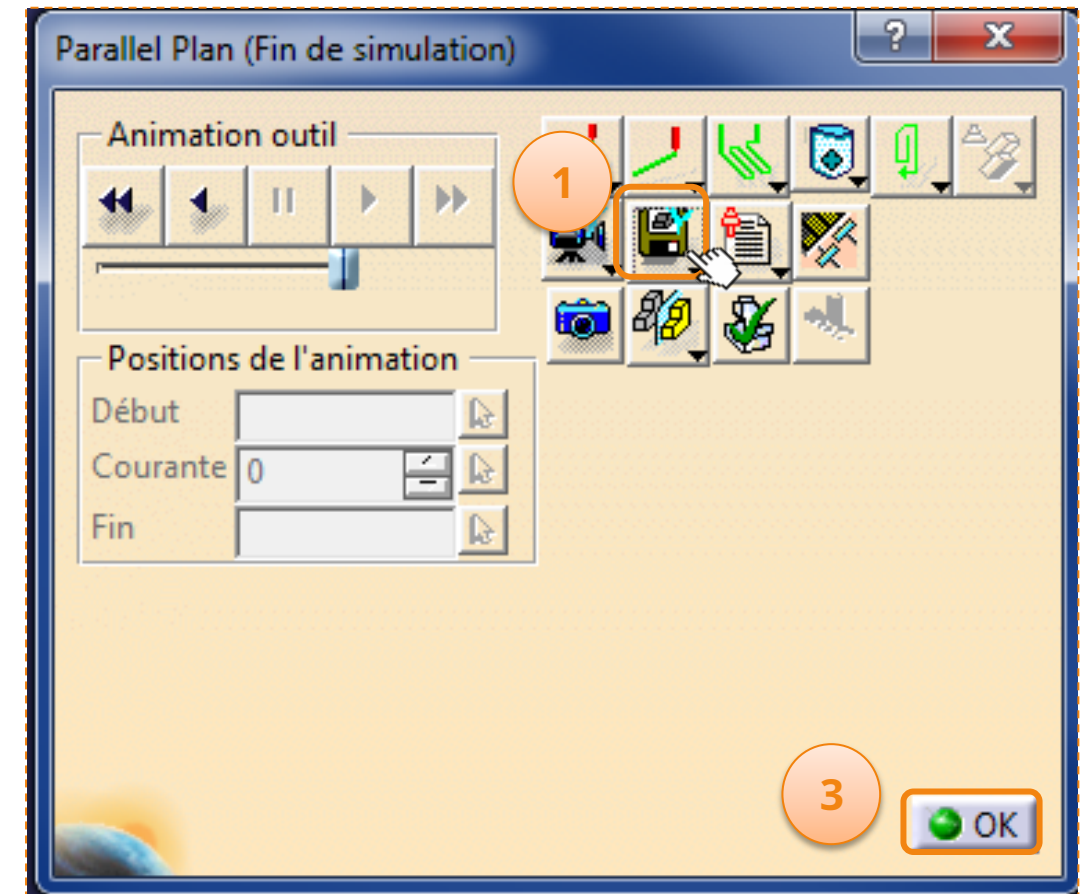 Parallel Plan (Fin de simulation)
?
Animation outil
1
Positions de l'animation
Début
Courante 0
Fin
3
OK